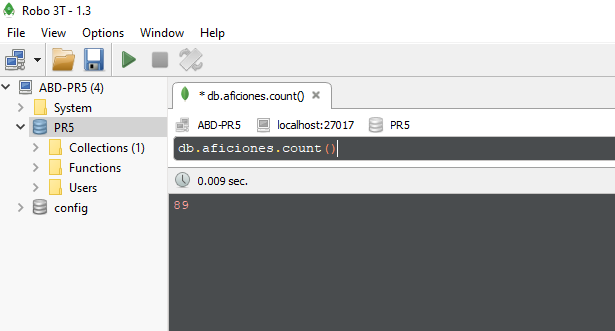 Robo 3T - 1.3
File View Options Window Help
ABD-PR5 (4)
System
PR5
Collections (1)
Functions
Users
config
* db.aficiones.count()
ABD-PR5 localhost:27017 PR5
db.aficiones.count()
0.009 sec.
89